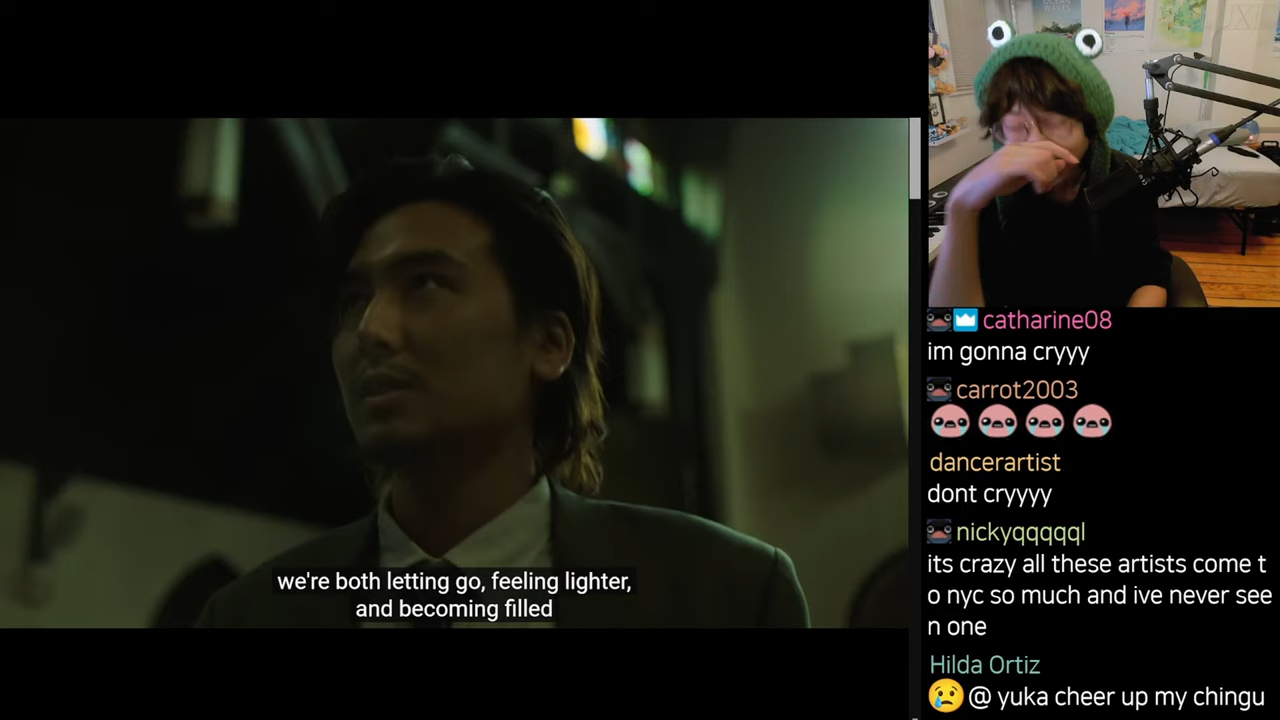 we're both letting go, feeling lighter,
and becoming filled
OCEAN
WAVES
catharine08
im gonna cryyy
carrot2003
dancerartist
dont cryyyy
nickyqqqqql
its crazy all these artists come t
o nyc so much and ive never see
n one
Hilda Ortiz
@ yuka cheer up my chingu